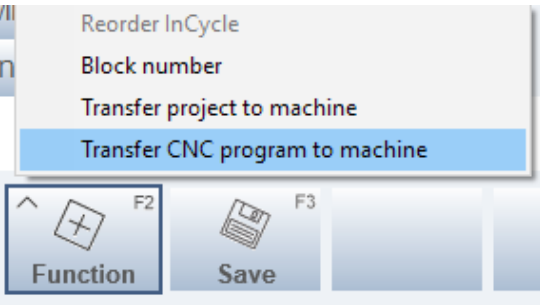 Reorder InCycle
Block number
Transfer project to machine
Transfer CNC program to machine
F2
Function
F3
Save